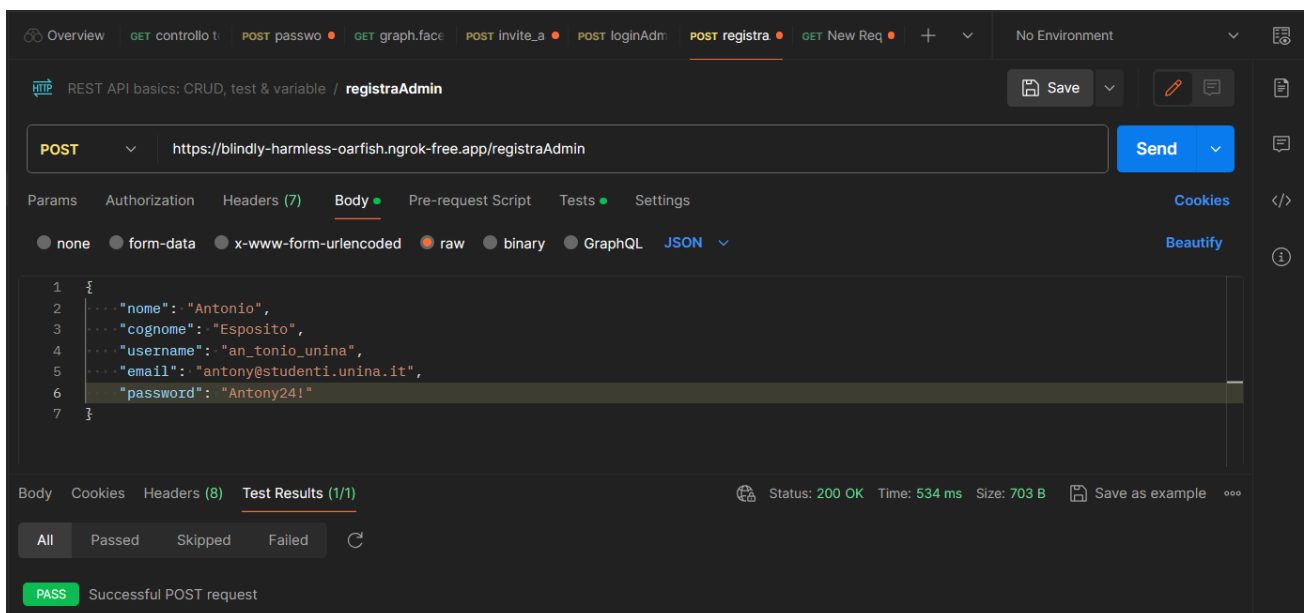 Overview GET controllo t POST passwo GET graph.face POST invite_a POST loginAdm POST registra. GET New Req No Environment
HTTP REST API basics: CRUD, test & variable / registraAdmin Save
POST https://blindly-harmless-oarfish.ngrok-free.app/registraAdmin Send
Params Authorization Headers (7) Body Pre-request Script Tests Settings Cookies
none form-data x-www-form-urlencoded raw binary GraphQL JSON Beautify
1 {
2 "nome": "Antonio",
3 "cognome": "Esposito",
4 "username": "an_tonio_unina",
5 "email": "antony@studenti.unina.it",
6 "password": "Antony24!"
7 }
Body Cookies Headers (8) Test Results (1/1) Status: 200 OK Time: 534 ms Size: 703 B Save as example
All Passed Skipped Failed
PASS Successful POST request